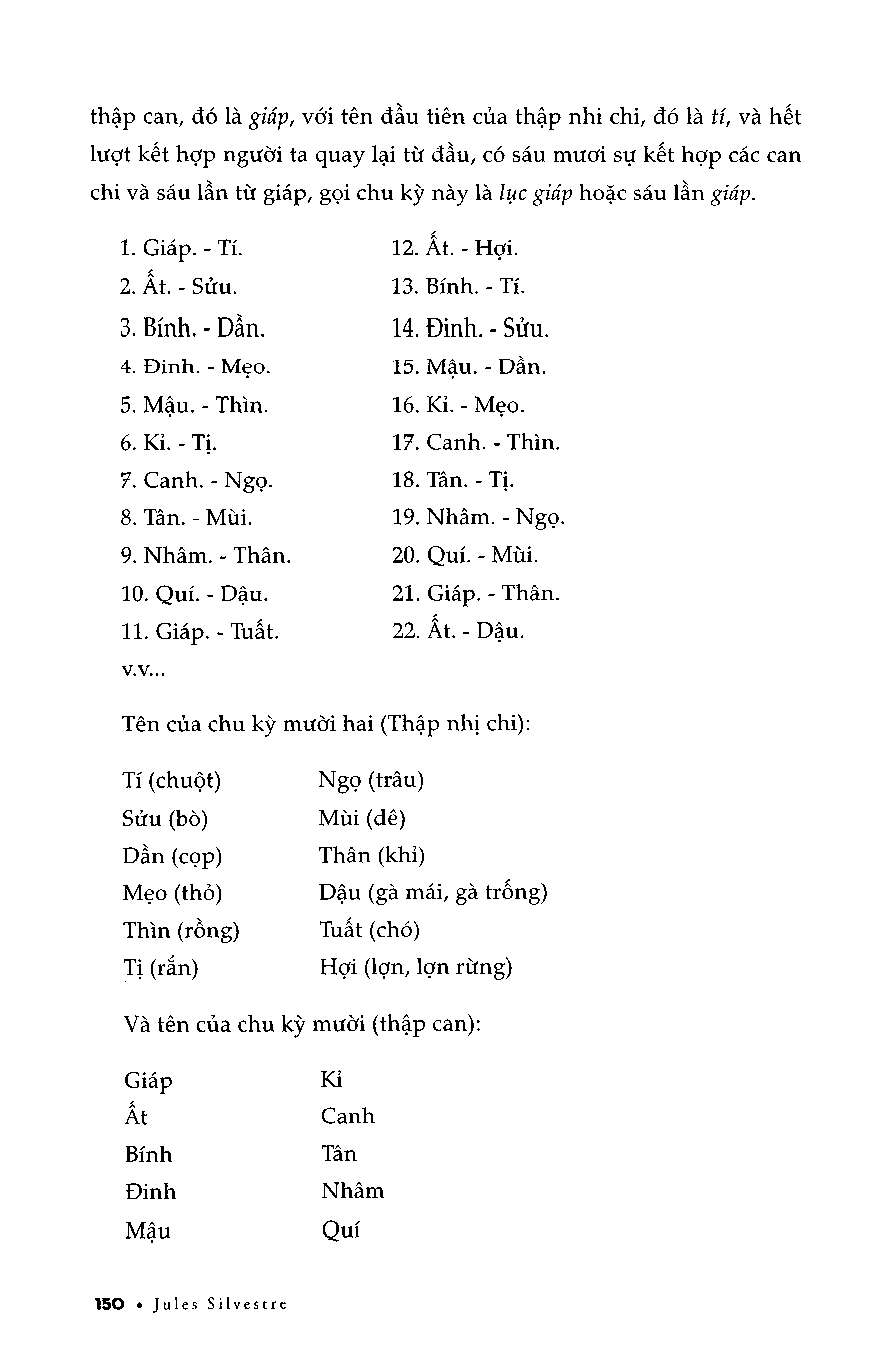 thập can, đó là giáp, với tên đầu tiên của thập nhi chi, đó là tí, và hết
lượt kết hợp người ta quay lại từ đầu, có sáu mươi sự kết hợp các can
chi và sáu lần từ giáp, gọi chu kỳ này là lục giáp hoặc sáu lần giáp.
1. Giáp. - Tí.
2. Ất. - Sửu.
3. Bính. - Dần.
4. Đinh. - Mẹo.
5. Mậu. - Thìn.
6. Kỉ. - Tị.
7. Canh. - Ngọ.
8. Tân. - Mùi.
9. Nhâm. - Thân.
10. Quí. - Dậu.
11. Giáp. - Tuất.
v.v...
12. Ất. - Hợi.
13. Bính. - Tí.
14. Đinh. - Sửu.
15. Mậu. - Dần.
16. Kỉ. - Mẹo.
17. Canh. - Thìn.
18. Tân. - Tị.
19. Nhâm. - Ngọ.
20. Quí. - Mùi.
21. Giáp. - Thân.
22. Ất. - Dậu.
Tên của chu kỳ mười hai (Thập nhị chi):
Tí (chuột)
Sửu (bò)
Dần (cọp)
Mẹo (thỏ)
Thìn (rồng)
Tị (rắn)
Ngọ (trâu)
Mùi (dê)
Thân (khỉ)
Dậu (gà mái, gà trống)
Tuất (chó)
Hợi (lợn, lợn rừng)
Và tên của chu kỳ mười (thập can):
Giáp
Ất
Bính
Đinh
Mậu
Kỉ
Canh
Tân
Nhâm
Quí
150 • Jules Silvestre